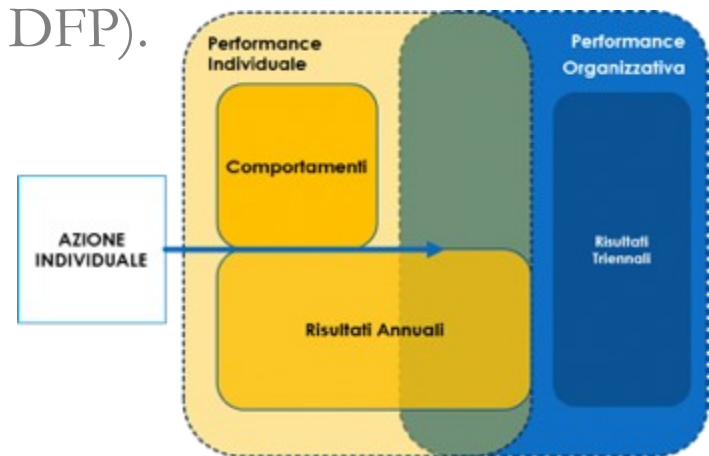 DFP).
Performance
Individuale
Performance
Organizzativa
Comportamenti
AZIONE
INDIVIDUALE
Risultati
Triennali
Risultati Annuali